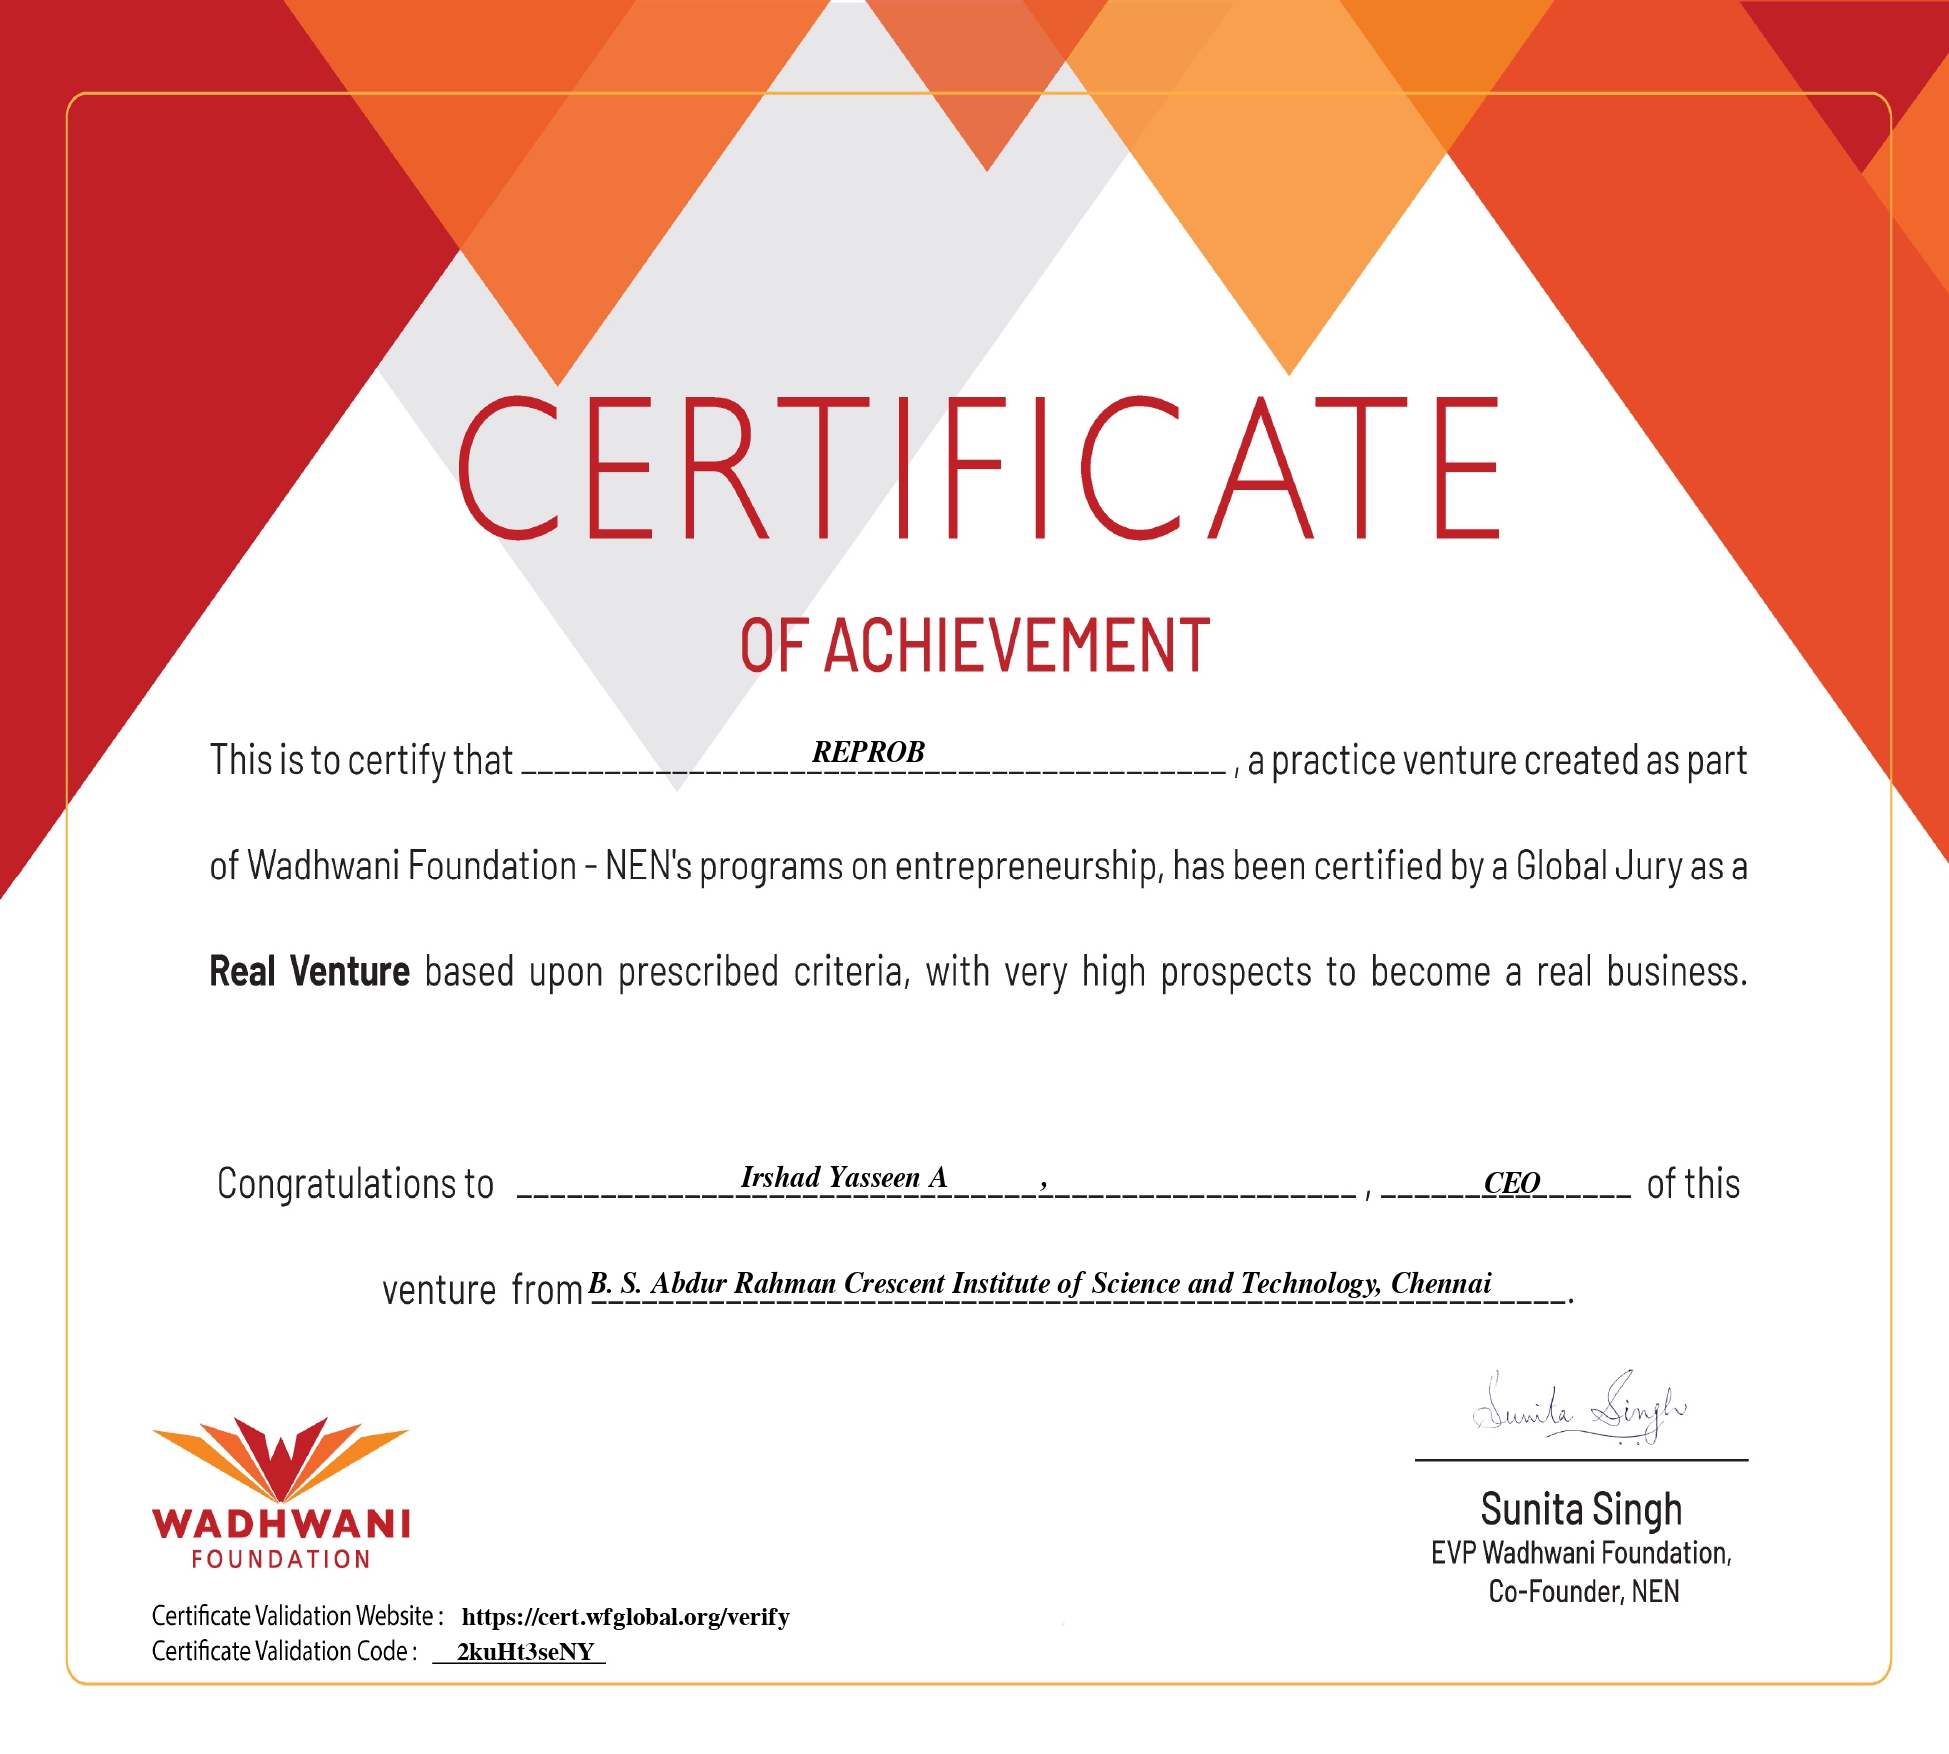 CERTIFICATE
OF ACHIEVEMENT
This is to certify that REPROB, a practice venture created as part
of Wadhwani Foundation - NEN's programs on entrepreneurship, has been certified by a Global Jury as a
Real Venture based upon prescribed criteria, with very high prospects to become a real business.
Congratulations to Irshad Yasseen A , , CEO of this
venture from B. S. Abdur Rahman Crescent Institute of Science and Technology, Chennai.
Sunita Singh
WADHWANI
FOUNDATION
Sunita Singh
EVP Wadhwani Foundation,
Co-Founder, NEN
Certificate Validation Website : https://cert.wfglobal.org/verify
Certificate Validation Code : 2kuHt3seNY